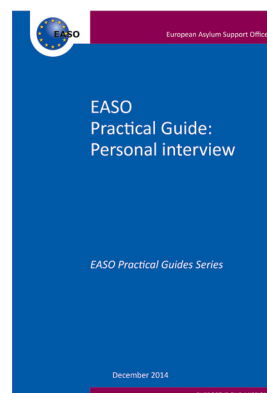 EASO
European Asylum Support Office
EASO
Practical Guide:
Personal interview
EASO Practical Guides Series
December 2014